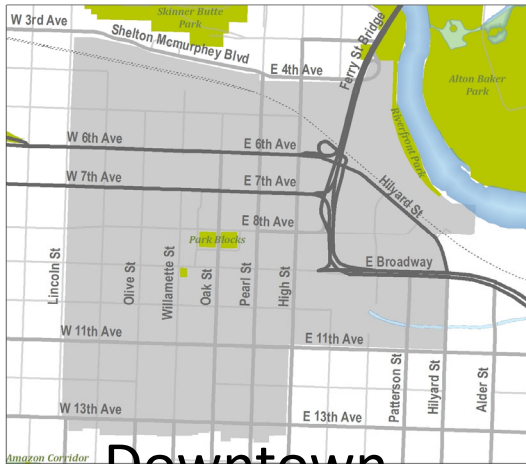 Skinner Butte
Park
W 3rd Ave
Shelton Mcmurphey Blvd
E 4th Ave
Ferry St Bridge
Alton Baker
Park
Riverfront Park
W 6th Ave
E 6th Ave
W 7th Ave
E 7th Ave
Hilyard St
E 8th Ave
Park Blocks
E Broadway
Lincoln St
Olive St
Willamette St
Oak St
Pearl St
High St
W 11th Ave
E 11th Ave
Patterson St
Hilyard St
Alder St
W 13th Ave
E 13th Ave
Amazon Corridor
Downtown